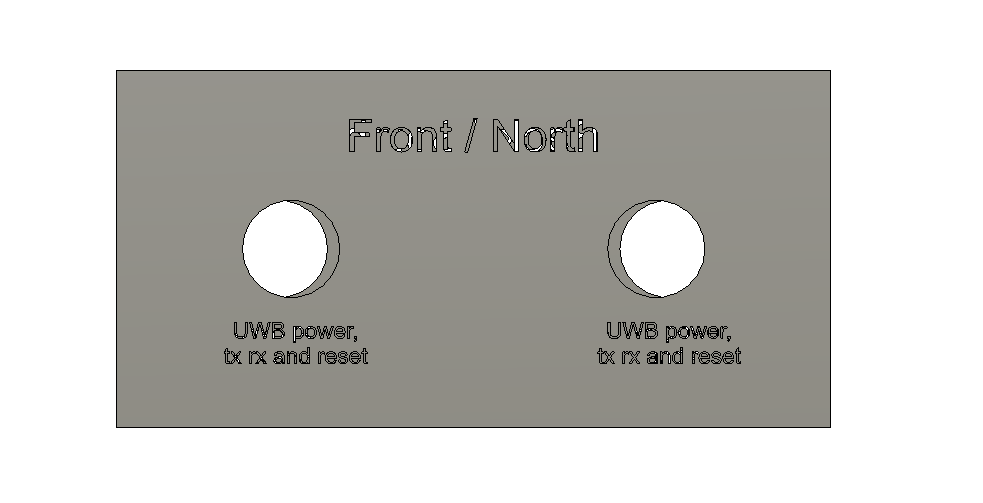 Front / North
UWB power,
tx rx and reset
UWB power,
tx rx and reset